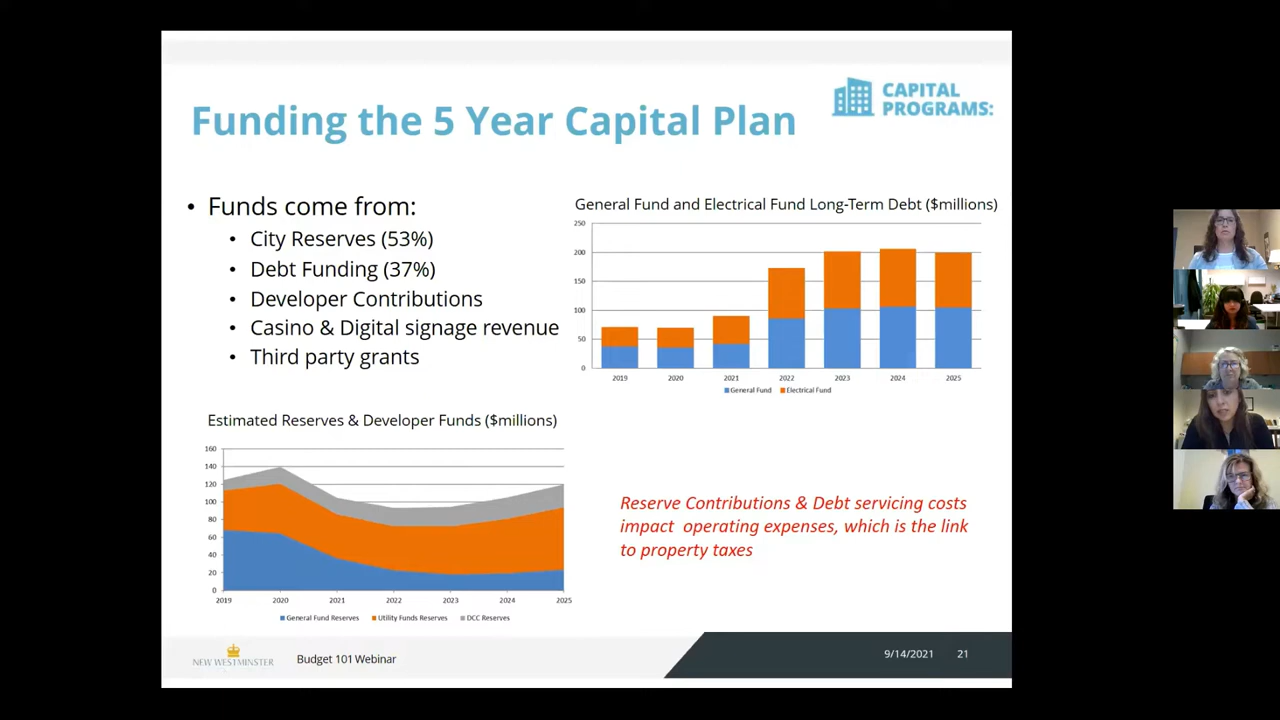 Funding the 5 Year Capital Plan
CAPITAL
PROGRAMS:
• Funds come from:
• City Reserves (53%)
• Debt Funding (37%)
• Developer Contributions
• Casino & Digital signage revenue
• Third party grants
General Fund and Electrical Fund Long-Term Debt ($millions)
250
200
150
100
50
0
2019 2020 2021 2022 2023 2024 2025
General Fund Electrical Fund
Estimated Reserves & Developer Funds ($millions)
160
140
120
100
80
60
40
20
0
2019 2020 2021 2022 2023 2024 2025
General Fund Reserves Utility Funds Reserves DCC Reserves
Reserve Contributions & Debt servicing costs
impact operating expenses, which is the link
to property taxes
NEW WESTMINSTER
Budget 101 Webinar
9/14/2021 21